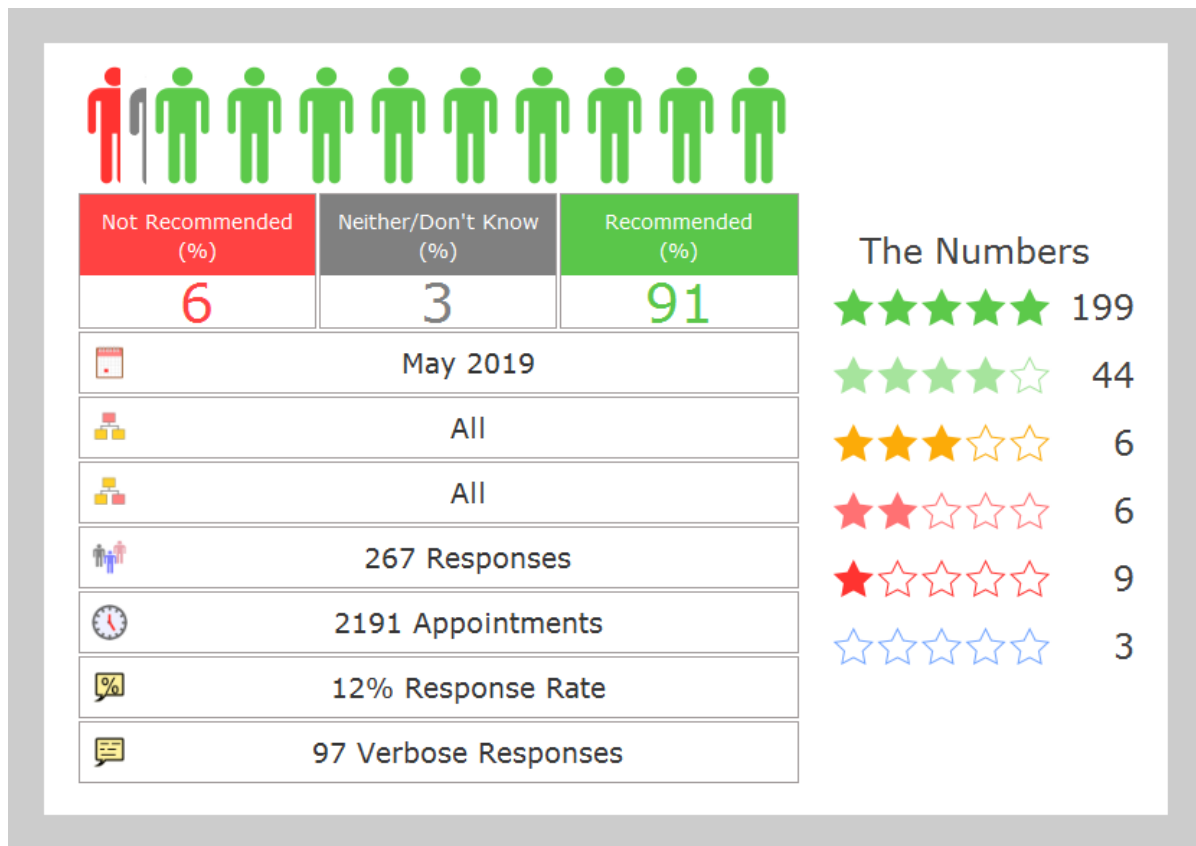 Not Recommended
(%)
Neither/Don't Know
(%)
Recommended
(%)
6
3
91
May 2019
All
All
267 Responses
2191 Appointments
%
12% Response Rate
97 Verbose Responses
The Numbers
199
44
6
6
9
3